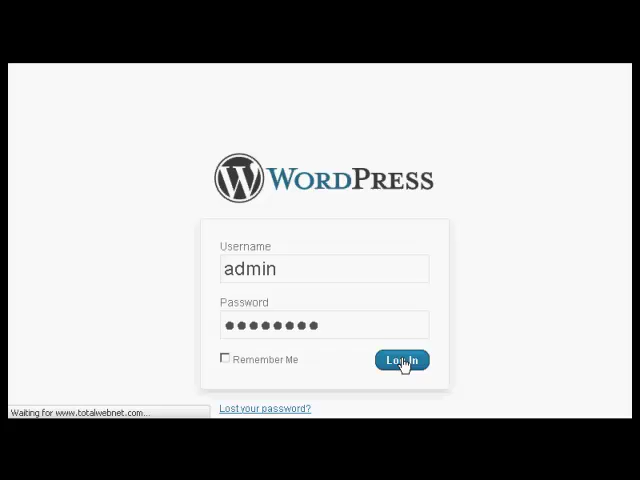 WORDPRESS
Username
admin
Password
Remember Me
Log In
Lost your password?
Waiting for www.totalwebnet.com...